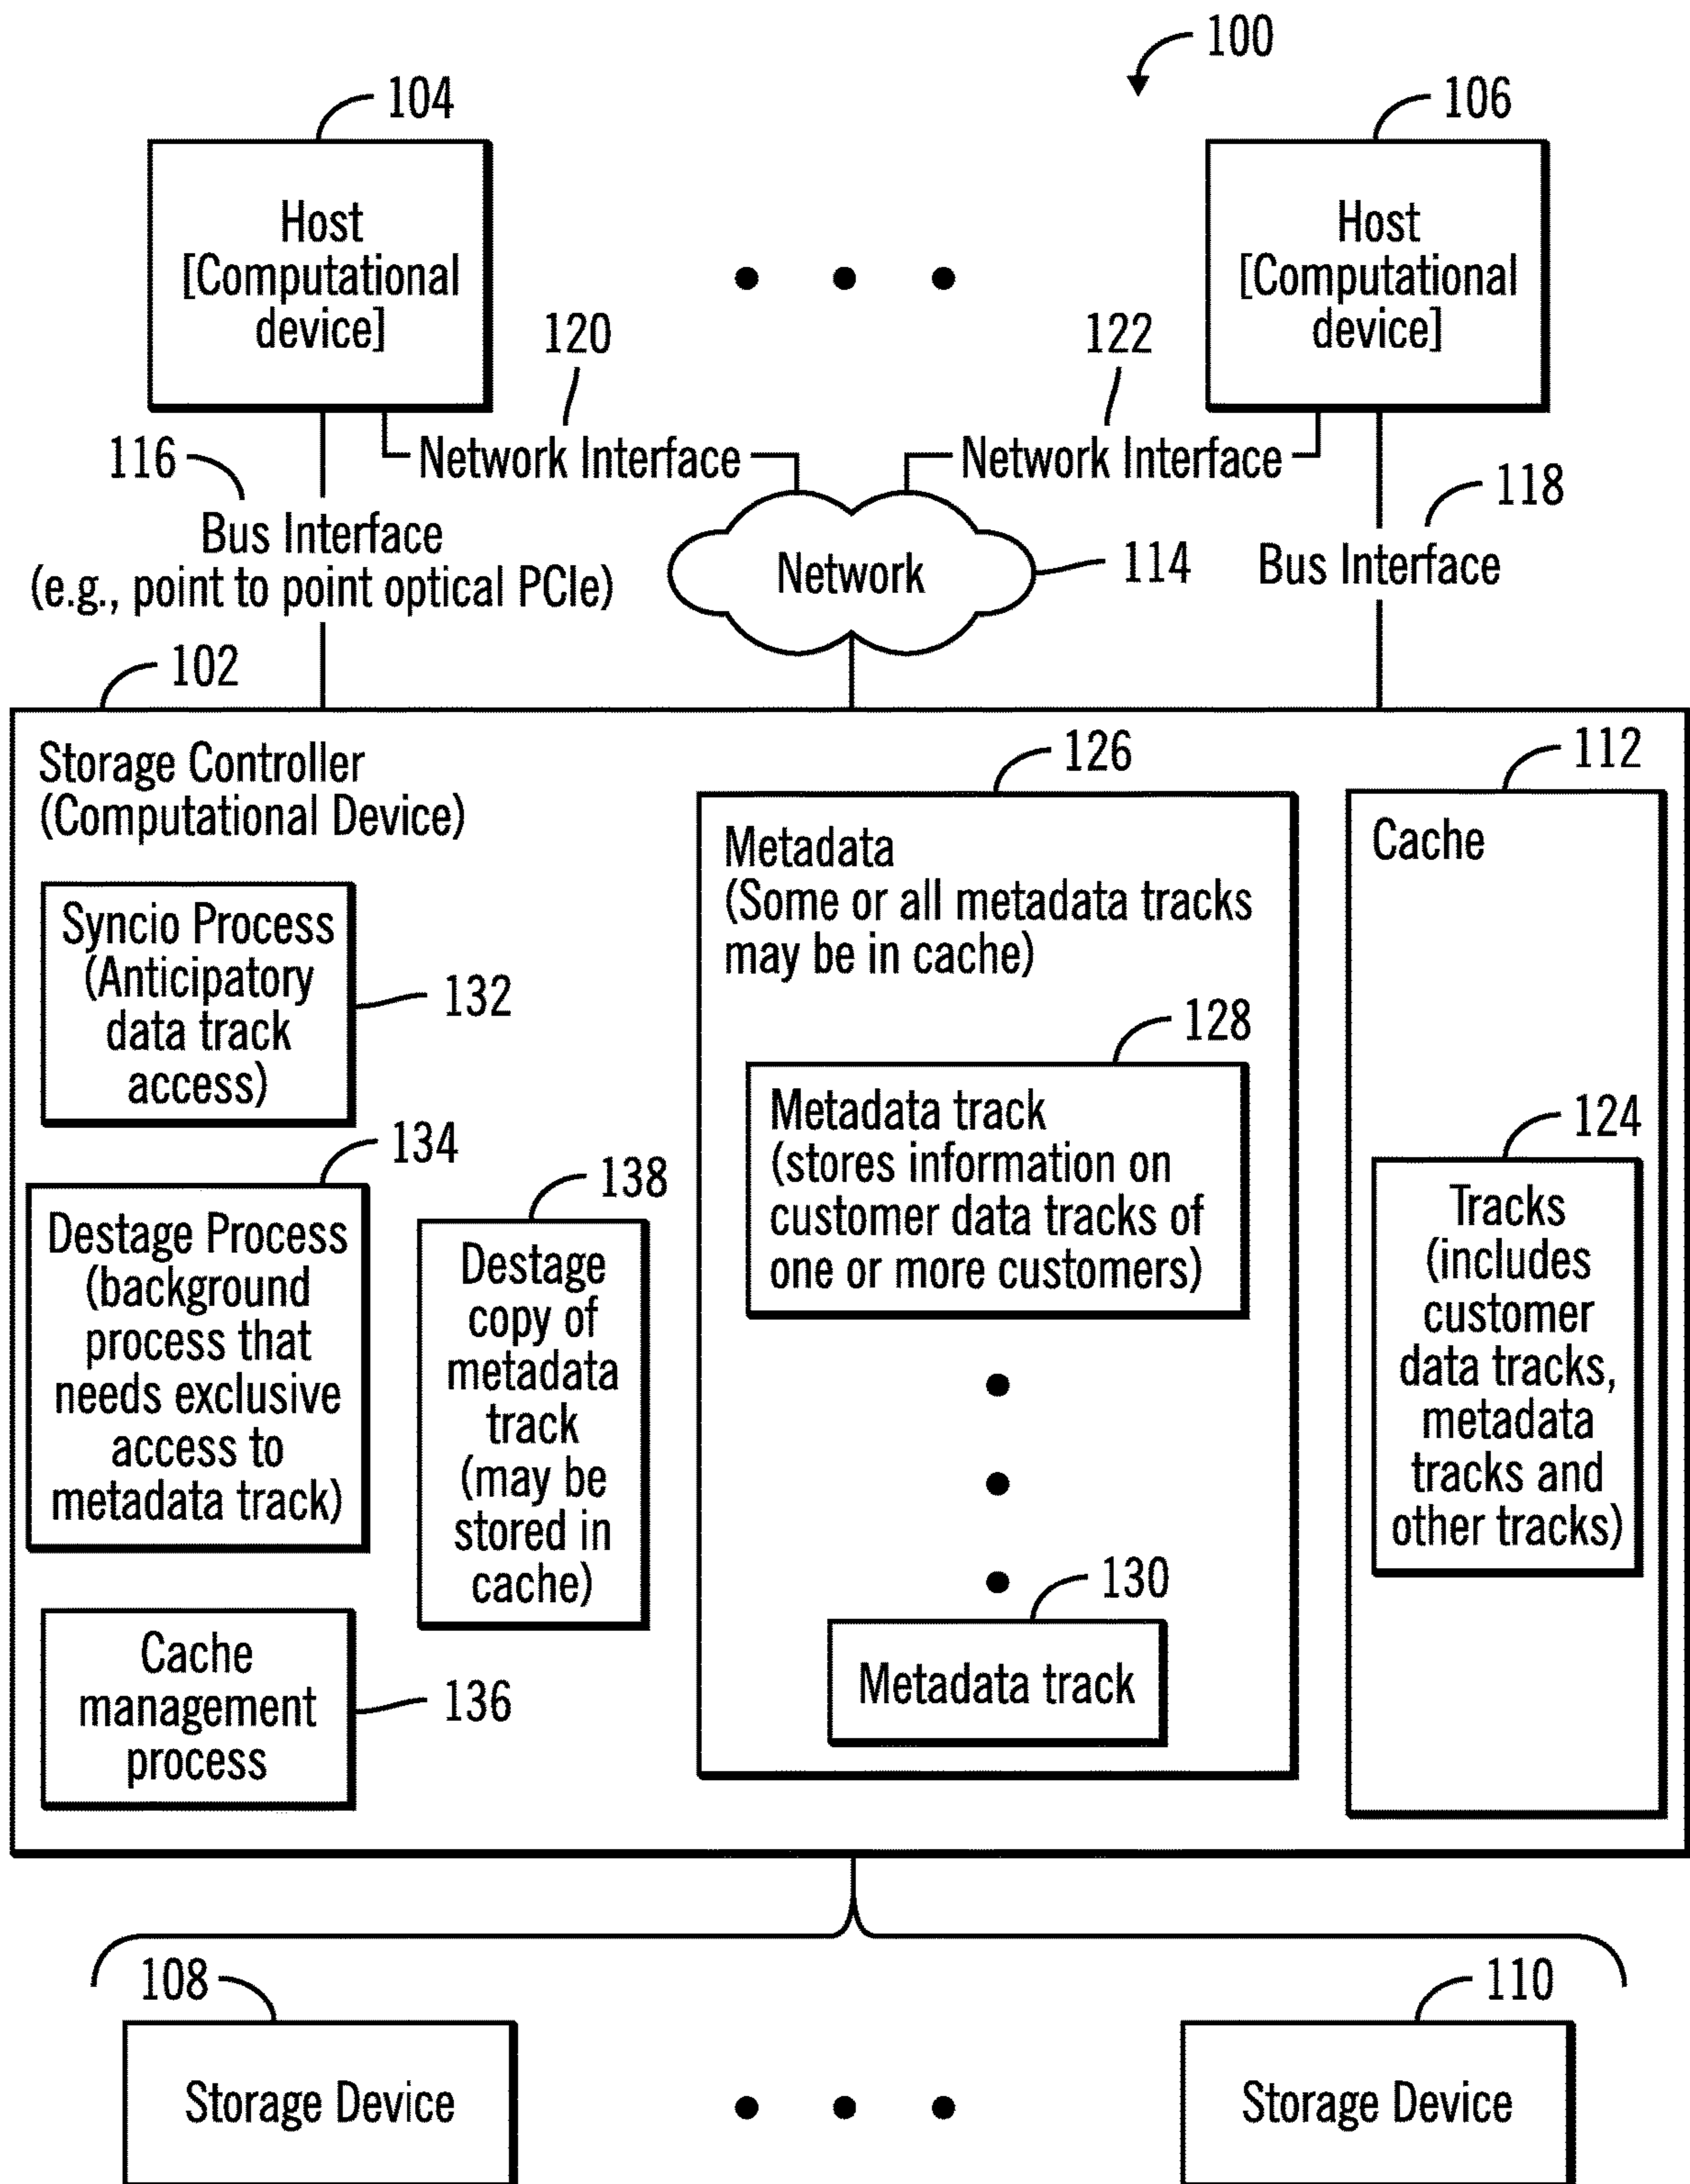 100
104
106
Host
[Computational
device]
Host
[Computational
device]
120
122
116
Network Interface
Network Interface
118
Bus Interface
(e.g., point to point optical PCIe)
Network
114
Bus Interface
102
Storage Controller
(Computational Device)
126
112
Metadata
(Some or all metadata tracks
may be in cache)
Cache
Syncio Process
(Anticipatory
data track
access)
132
128
Metadata track
(stores information on
customer data tracks of
one or more customers)
124
Tracks
(includes
customer
data tracks,
metadata
tracks and
other tracks)
134
Destage Process
(background
process that
needs exclusive
access to
metadata track)
138
Destage
copy of
metadata
track
(may be
stored in
cache)
130
Metadata track
Cache
management
process
136
108
110
Storage Device
Storage Device